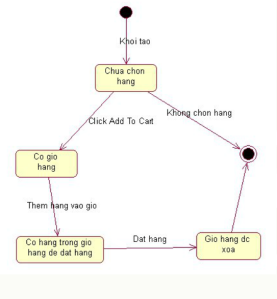 Khoi tao
Chua chon
hang
Click Add To Cart
Khong chon hang
Co gio
hang
Them hang vao gio
Co hang trong gio
hang de dat hang
Dat hang
Gio hang dc
xoa